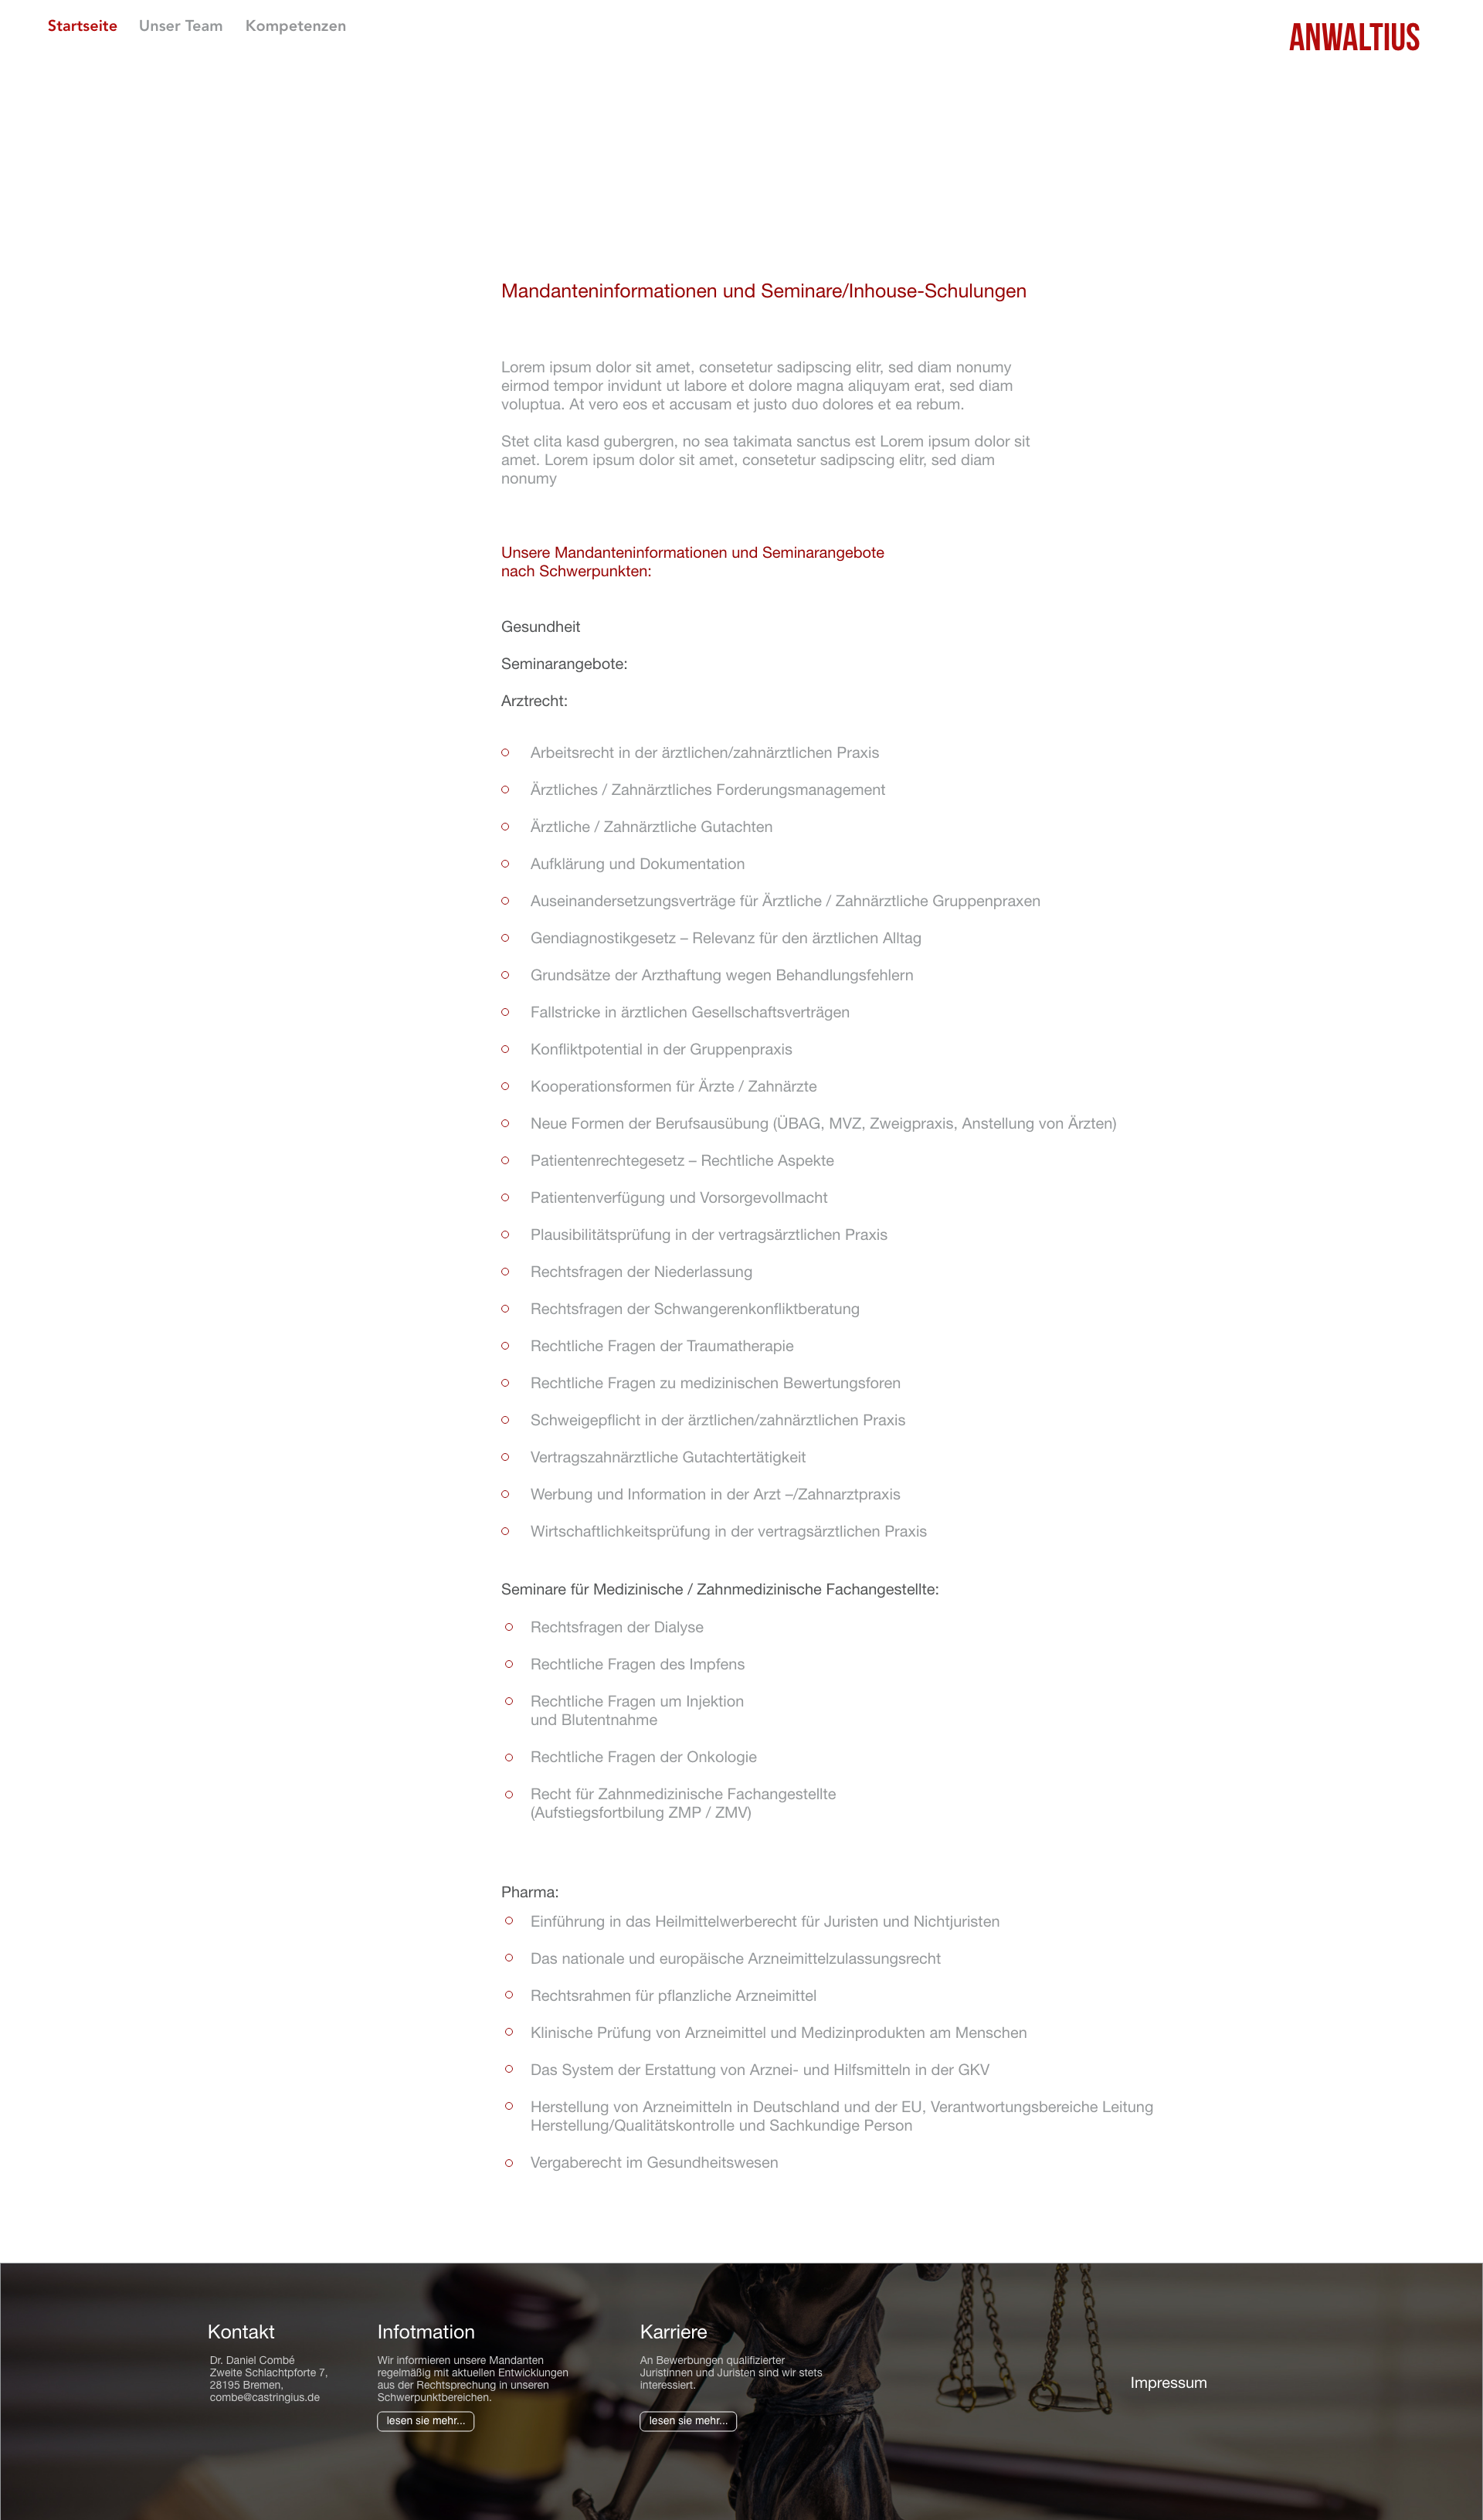 Startseite Unser Team Kompetenzen
ANWALTIUS
Mandanteninformationen und Seminare/Inhouse-Schulungen
Lorem ipsum dolor sit amet, consetetur sadipscing elitr, sed diam nonumy
eirmod tempor invidunt ut labore et dolore magna aliquyam erat, sed diam
voluptua. At vero eos et accusam et justo duo dolores et ea rebum.
Stet clita kasd gubergren, no sea takimata sanctus est Lorem ipsum dolor sit
amet. Lorem ipsum dolor sit amet, consetetur sadipscing elitr, sed diam
nonumy
Unsere Mandanteninformationen und Seminarangebote
nach Schwerpunkten:
Gesundheit
Seminarangebote:
Arztrecht:
Arbeitsrecht in der ärztlichen/zahnärztlichen Praxis
Ärztliches / Zahnärztliches Forderungsmanagement
Ärztliche / Zahnärztliche Gutachten
Aufklärung und Dokumentation
Auseinandersetzungsverträge für Ärztliche / Zahnärztliche Gruppenpraxen
Gendiagnostikgesetz – Relevanz für den ärztlichen Alltag
Grundsätze der Arzthaftung wegen Behandlungsfehlern
Fallstricke in ärztlichen Gesellschaftsverträgen
Konfliktpotential in der Gruppenpraxis
Kooperationsformen für Ärzte / Zahnärzte
Neue Formen der Berufsausübung (ÜBAG, MVZ, Zweigpraxis, Anstellung von Ärzten)
Patientenrechtegesetz – Rechtliche Aspekte
Patientenverfügung und Vorsorgevollmacht
Plausibilitätsprüfung in der vertragsärztlichen Praxis
Rechtsfragen der Niederlassung
Rechtsfragen der Schwangerenkonfliktberatung
Rechtliche Fragen der Traumatherapie
Rechtliche Fragen zu medizinischen Bewertungsforen
Schweigepflicht in der ärztlichen/zahnärztlichen Praxis
Vertragszahnärztliche Gutachtertätigkeit
Werbung und Information in der Arzt –/Zahnarztpraxis
Wirtschaftlichkeitsprüfung in der vertragsärztlichen Praxis
Seminare für Medizinische / Zahnmedizinische Fachangestellte:
Rechtsfragen der Dialyse
Rechtliche Fragen des Impfens
Rechtliche Fragen um Injektion
und Blutentnahme
Rechtliche Fragen der Onkologie
Recht für Zahnmedizinische Fachangestellte
(Aufstiegsfortbilung ZMP / ZMV)
Pharma:
Einführung in das Heilmittelwerberecht für Juristen und Nichtjuristen
Das nationale und europäische Arzneimittelzulassungsrecht
Rechtsrahmen für pflanzliche Arzneimittel
Klinische Prüfung von Arzneimittel und Medizinprodukten am Menschen
Das System der Erstattung von Arznei- und Hilfsmitteln in der GKV
Herstellung von Arzneimitteln in Deutschland und der EU, Verantwortungsbereiche Leitung
Herstellung/Qualitätskontrolle und Sachkundige Person
Vergaberecht im Gesundheitswesen
Kontakt
Dr. Daniel Combé
Zweite Schlachtpforte 7,
28195 Bremen,
combe@castringius.de
Infotmation
Wir informieren unsere Mandanten
regelmäßig mit aktuellen Entwicklungen
aus der Rechtsprechung in unseren
Schwerpunktbereichen.
lesen sie mehr...
Karriere
An Bewerbungen qualifizierter
Juristinnen und Juristen sind wir stets
interessiert.
lesen sie mehr...
Impressum